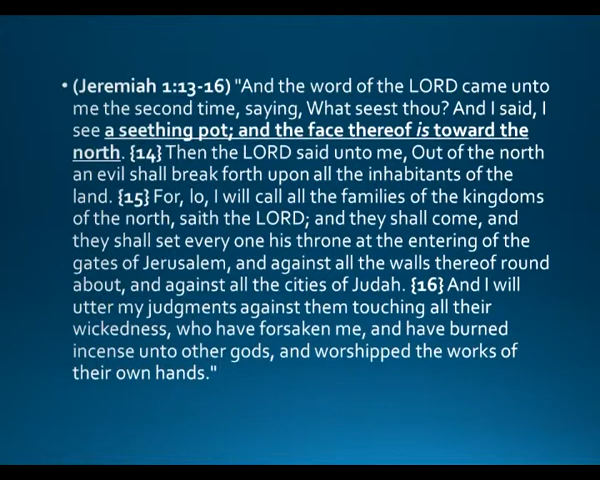 • (Jeremiah 1:13-16) "And the word of the LORD came unto
me the second time, saying, What seest thou? And I said, I
see a seething pot; and the face thereof is toward the
north. {14} Then the LORD said unto me, Out of the north
an evil shall break forth upon all the inhabitants of the
land. {15} For, lo, I will call all the families of the kingdoms
of the north, saith the LORD; and they shall come, and
they shall set every one his throne at the entering of the
gates of Jerusalem, and against all the walls thereof round
about, and against all the cities of Judah. {16} And I will
utter my judgments against them touching all their
wickedness, who have forsaken me, and have burned
incense unto other gods, and worshipped the works of
their own hands."